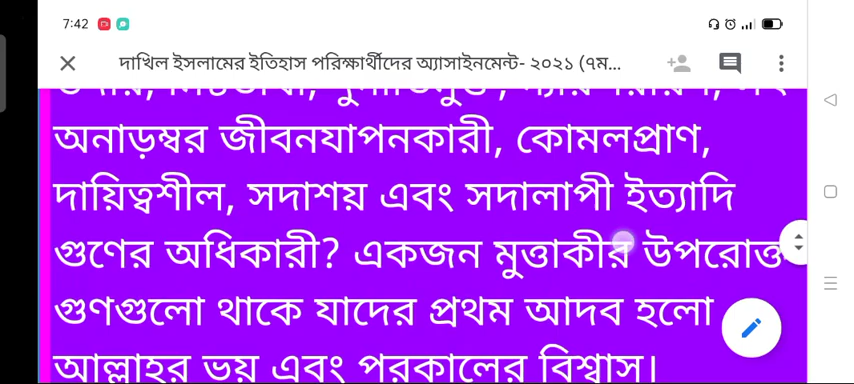 7:42
দাখিল ইসলামের ইতিহাস পরিক্ষার্থীদের অ্যাসাইনমেন্ট- ২০২১ (৭ম...
অনাড়ম্বর জীবনযাপনকারী, কোমলপ্রাণ,
দায়িত্বশীল, সদাশয় এবং সদালাপী ইত্যাদি
গুণের অধিকারী? একজন মুত্তাকীর উপরোক্ত
গুণগুলো থাকে যাদের প্রথম আদব হলো
আল্লাহর ভয় এবং পরকালের বিশ্বাস।